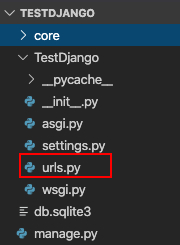 TESTDJANGO
core
TestDjango
__pycache__
__init__.py
asgi.py
settings.py
urls.py
wsgi.py
db.sqlite3
manage.py